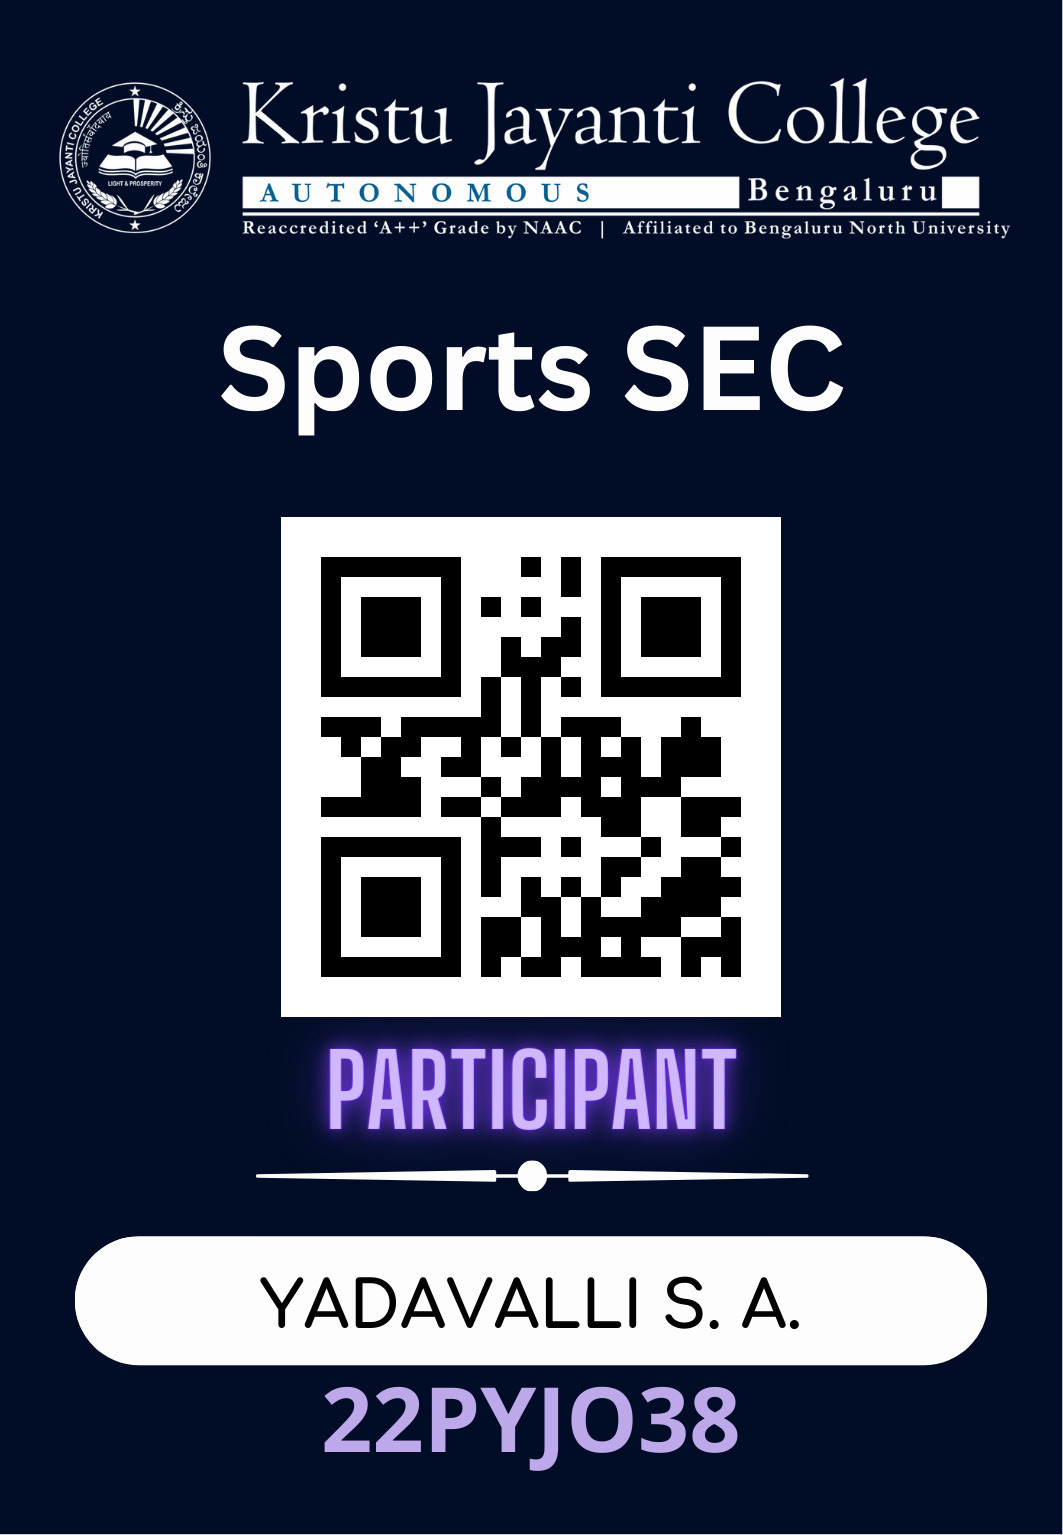 Kristu Jayanti College
AUTONOMOUS Bengaluru
Reaccredited ‘A++’ Grade by NAAC | Affiliated to Bengaluru North University
KRISTU JAYANTI COLLEGE
LIGHT & PROSPERITY
Sports SEC
PARTICIPANT
YADAVALLI S. A.
22PYJO38